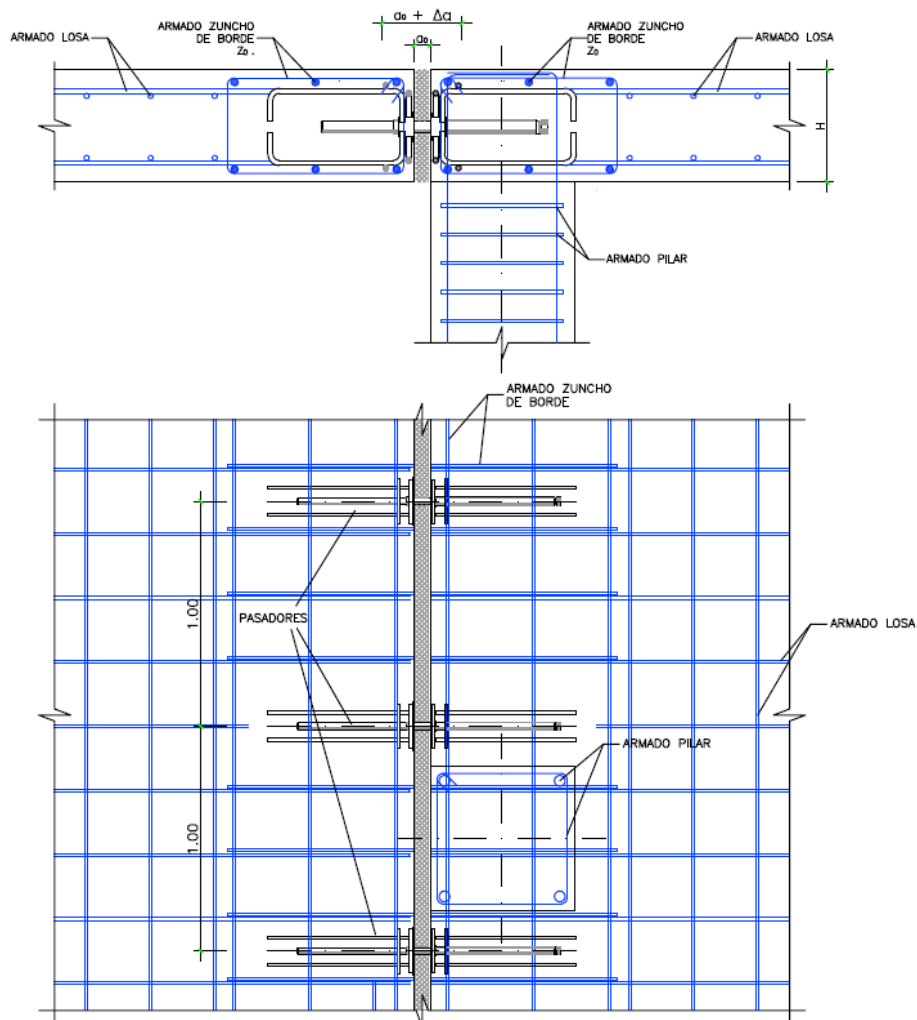 a₀ + Δa
a₀
ARMADO LOSA
ARMADO ZUNCHO
DE BORDE
Z₀ .
ARMADO ZUNCHO
DE BORDE
Z₀
ARMADO LOSA
H
ARMADO PILAR
ARMADO ZUNCHO
DE BORDE
1.00
PASADORES
ARMADO LOSA
ARMADO PILAR
1.00